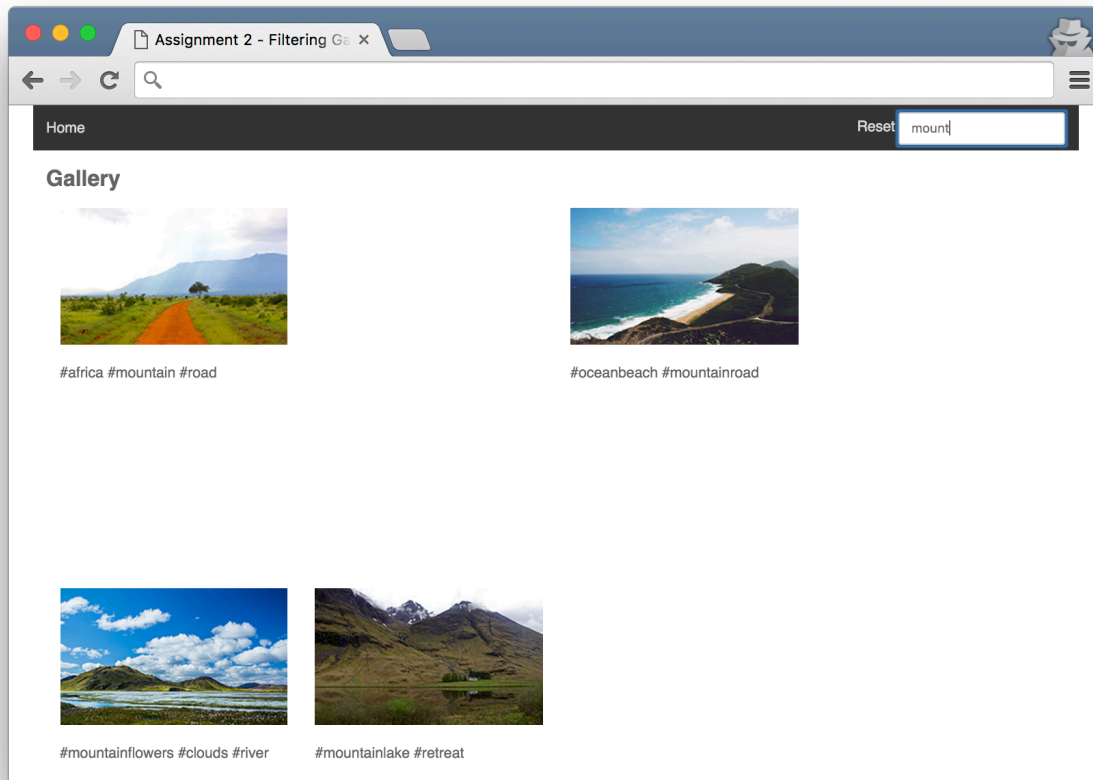 Assignment 2 - Filtering Ga
Home
Reset
mount
Gallery
#africa #mountain #road
#oceanbeach #mountainroad
#mountainflowers #clouds #river
#mountainlake #retreat